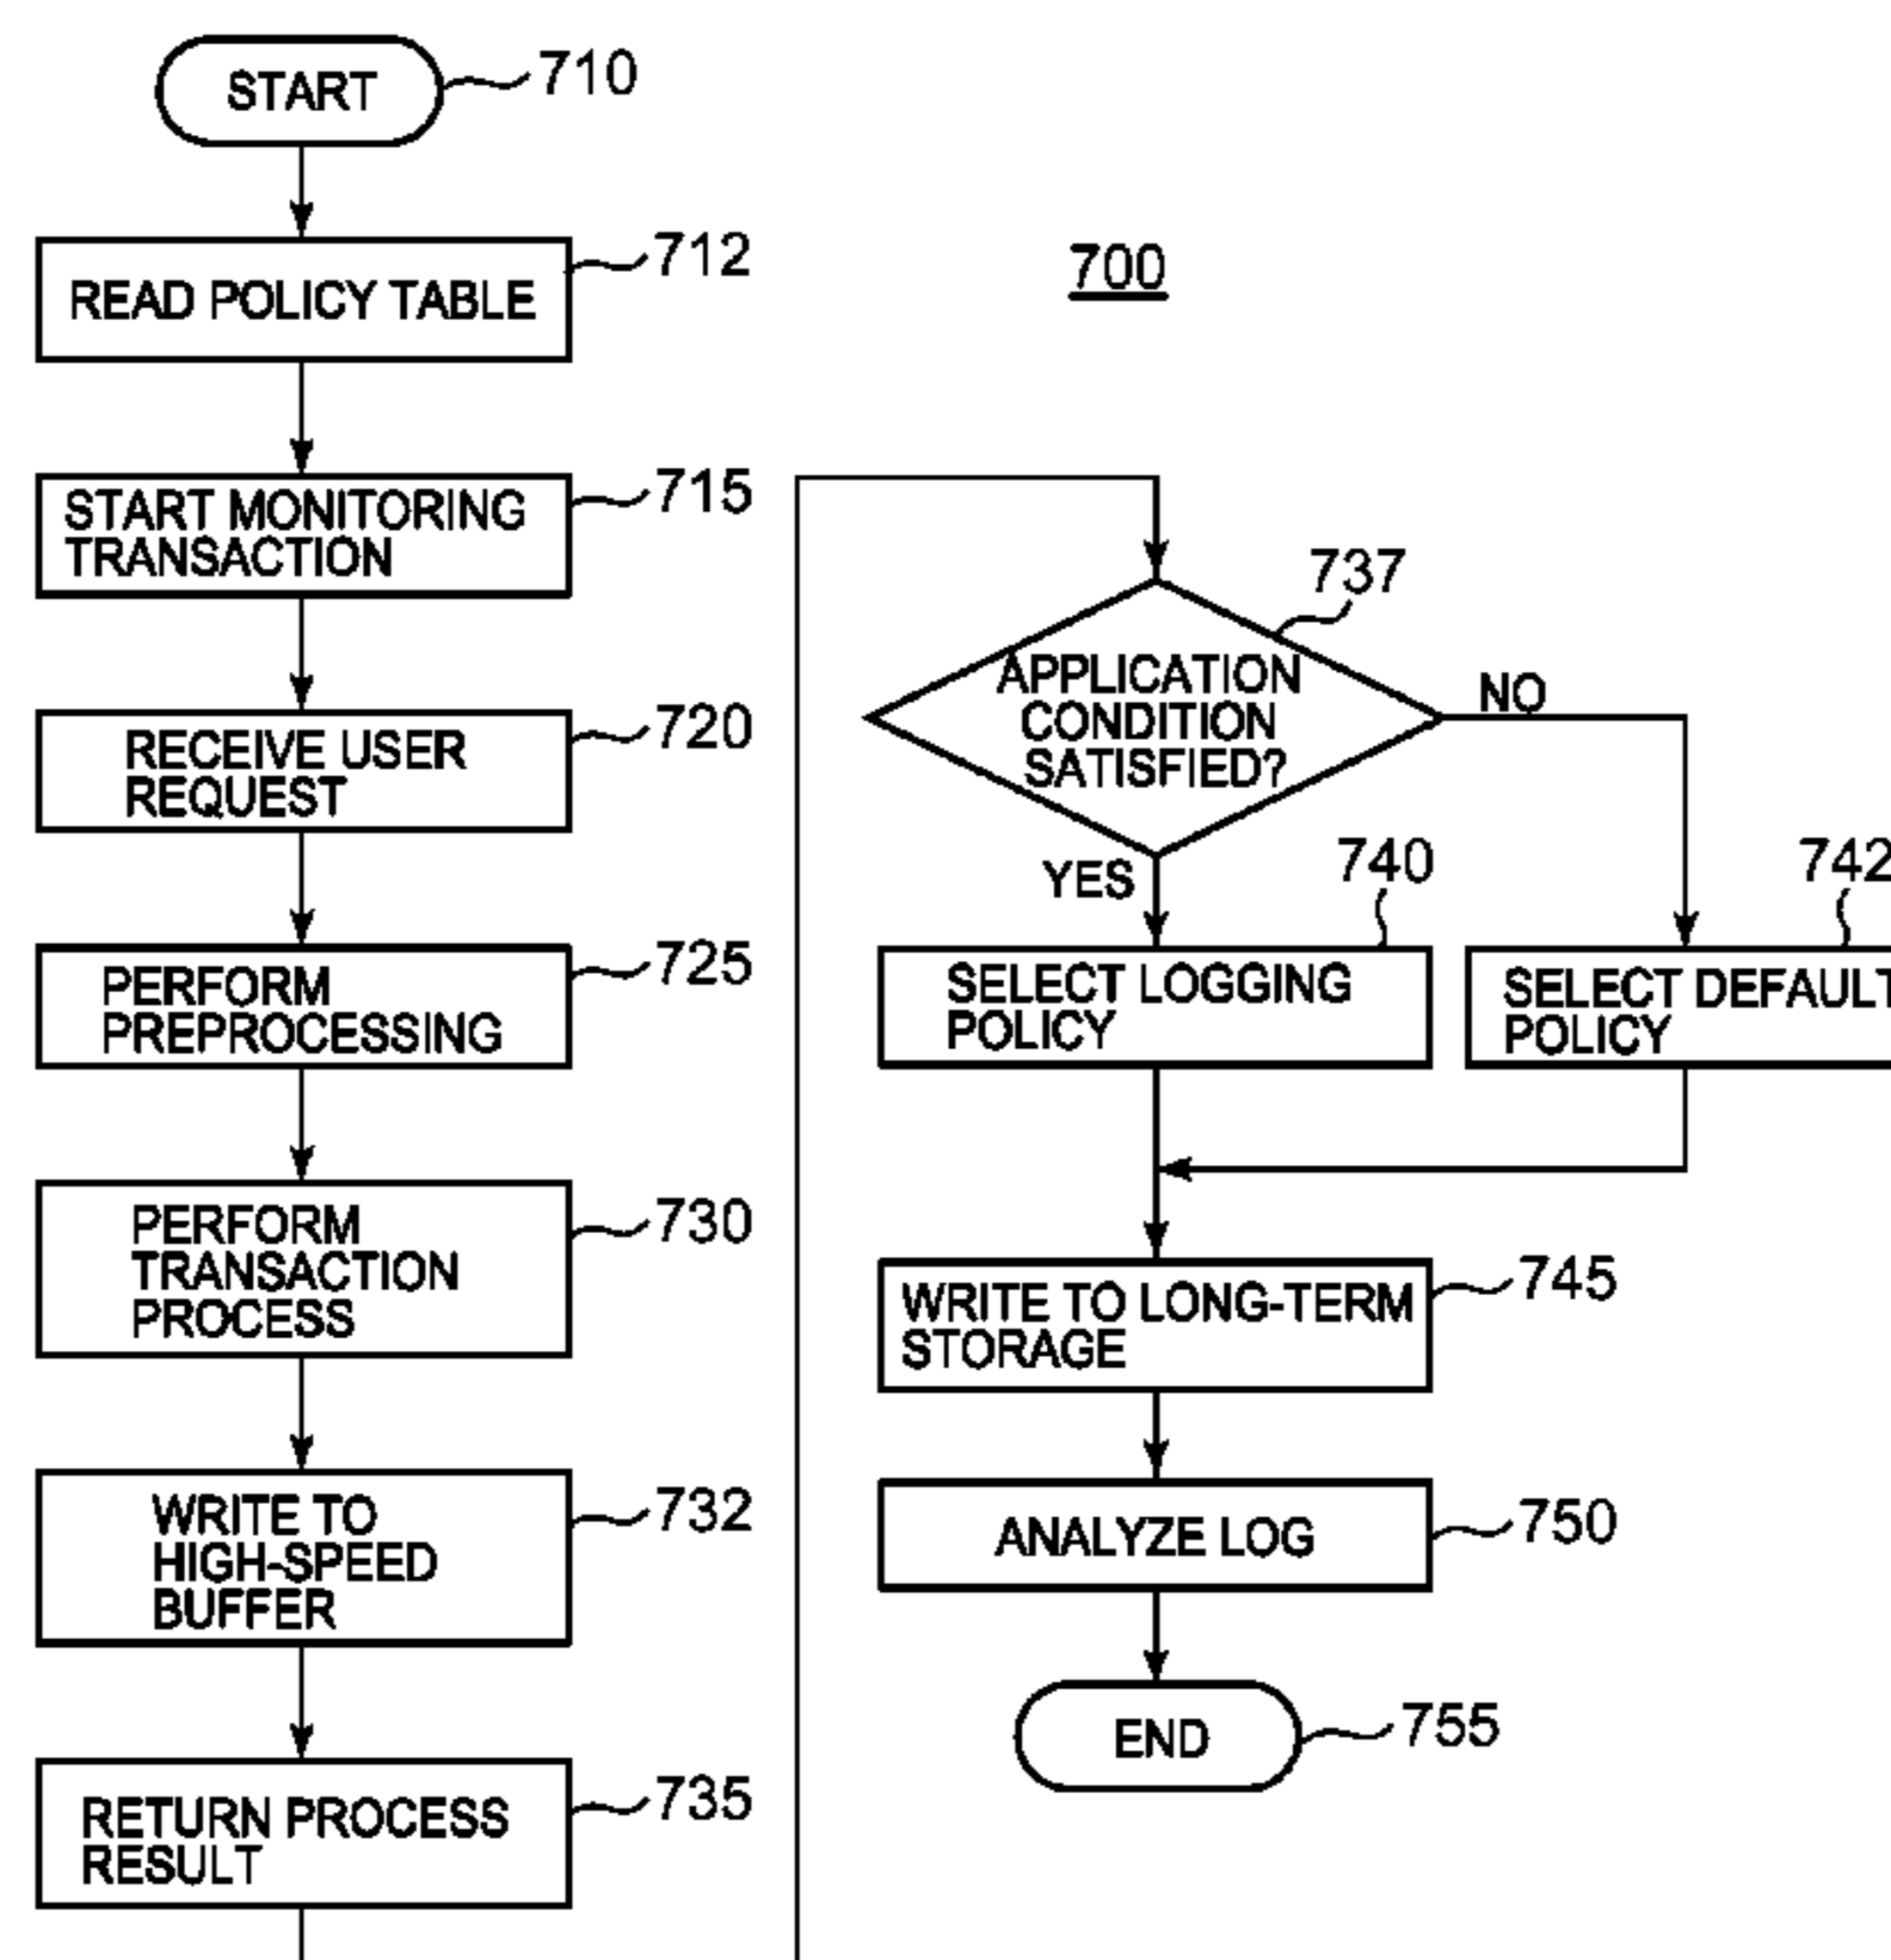 START
710
READ POLICY TABLE
712
START MONITORING
TRANSACTION
715
RECEIVE USER
REQUEST
720
PERFORM
PREPROCESSING
725
PERFORM
TRANSACTION
PROCESS
730
WRITE TO
HIGH-SPEED
BUFFER
732
RETURN PROCESS
RESULT
735
700
APPLICATION
CONDITION
SATISFIED?
737
NO
YES
740
SELECT LOGGING
POLICY
742
SELECT DEFAULT
POLICY
WRITE TO LONG-TERM
STORAGE
745
ANALYZE LOG
750
END
755